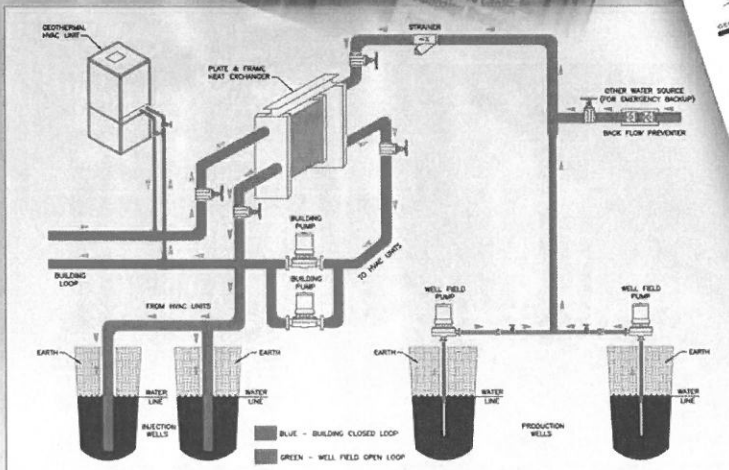 GEOTHERMAL
HVAC UNIT
PLATE & FRAME
HEAT EXCHANGER
STRAINER
OTHER WATER SOURCE
(FOR EMERGENCY BACKUP)
BACK FLOW PREVENTER
BUILDING
PUMP
BUILDING
PUMP
BUILDING
LOOP
TO HVAC UNITS
FROM HVAC UNITS
WELL FIELD
PUMP
WELL FIELD
PUMP
EARTH
EARTH
EARTH
EARTH
WATER
LINE
WATER
LINE
WATER
LINE
WATER
LINE
INJECTION
WELLS
PRODUCTION
WELLS
BLUE - BUILDING CLOSED LOOP
GREEN - WELL FIELD OPEN LOOP